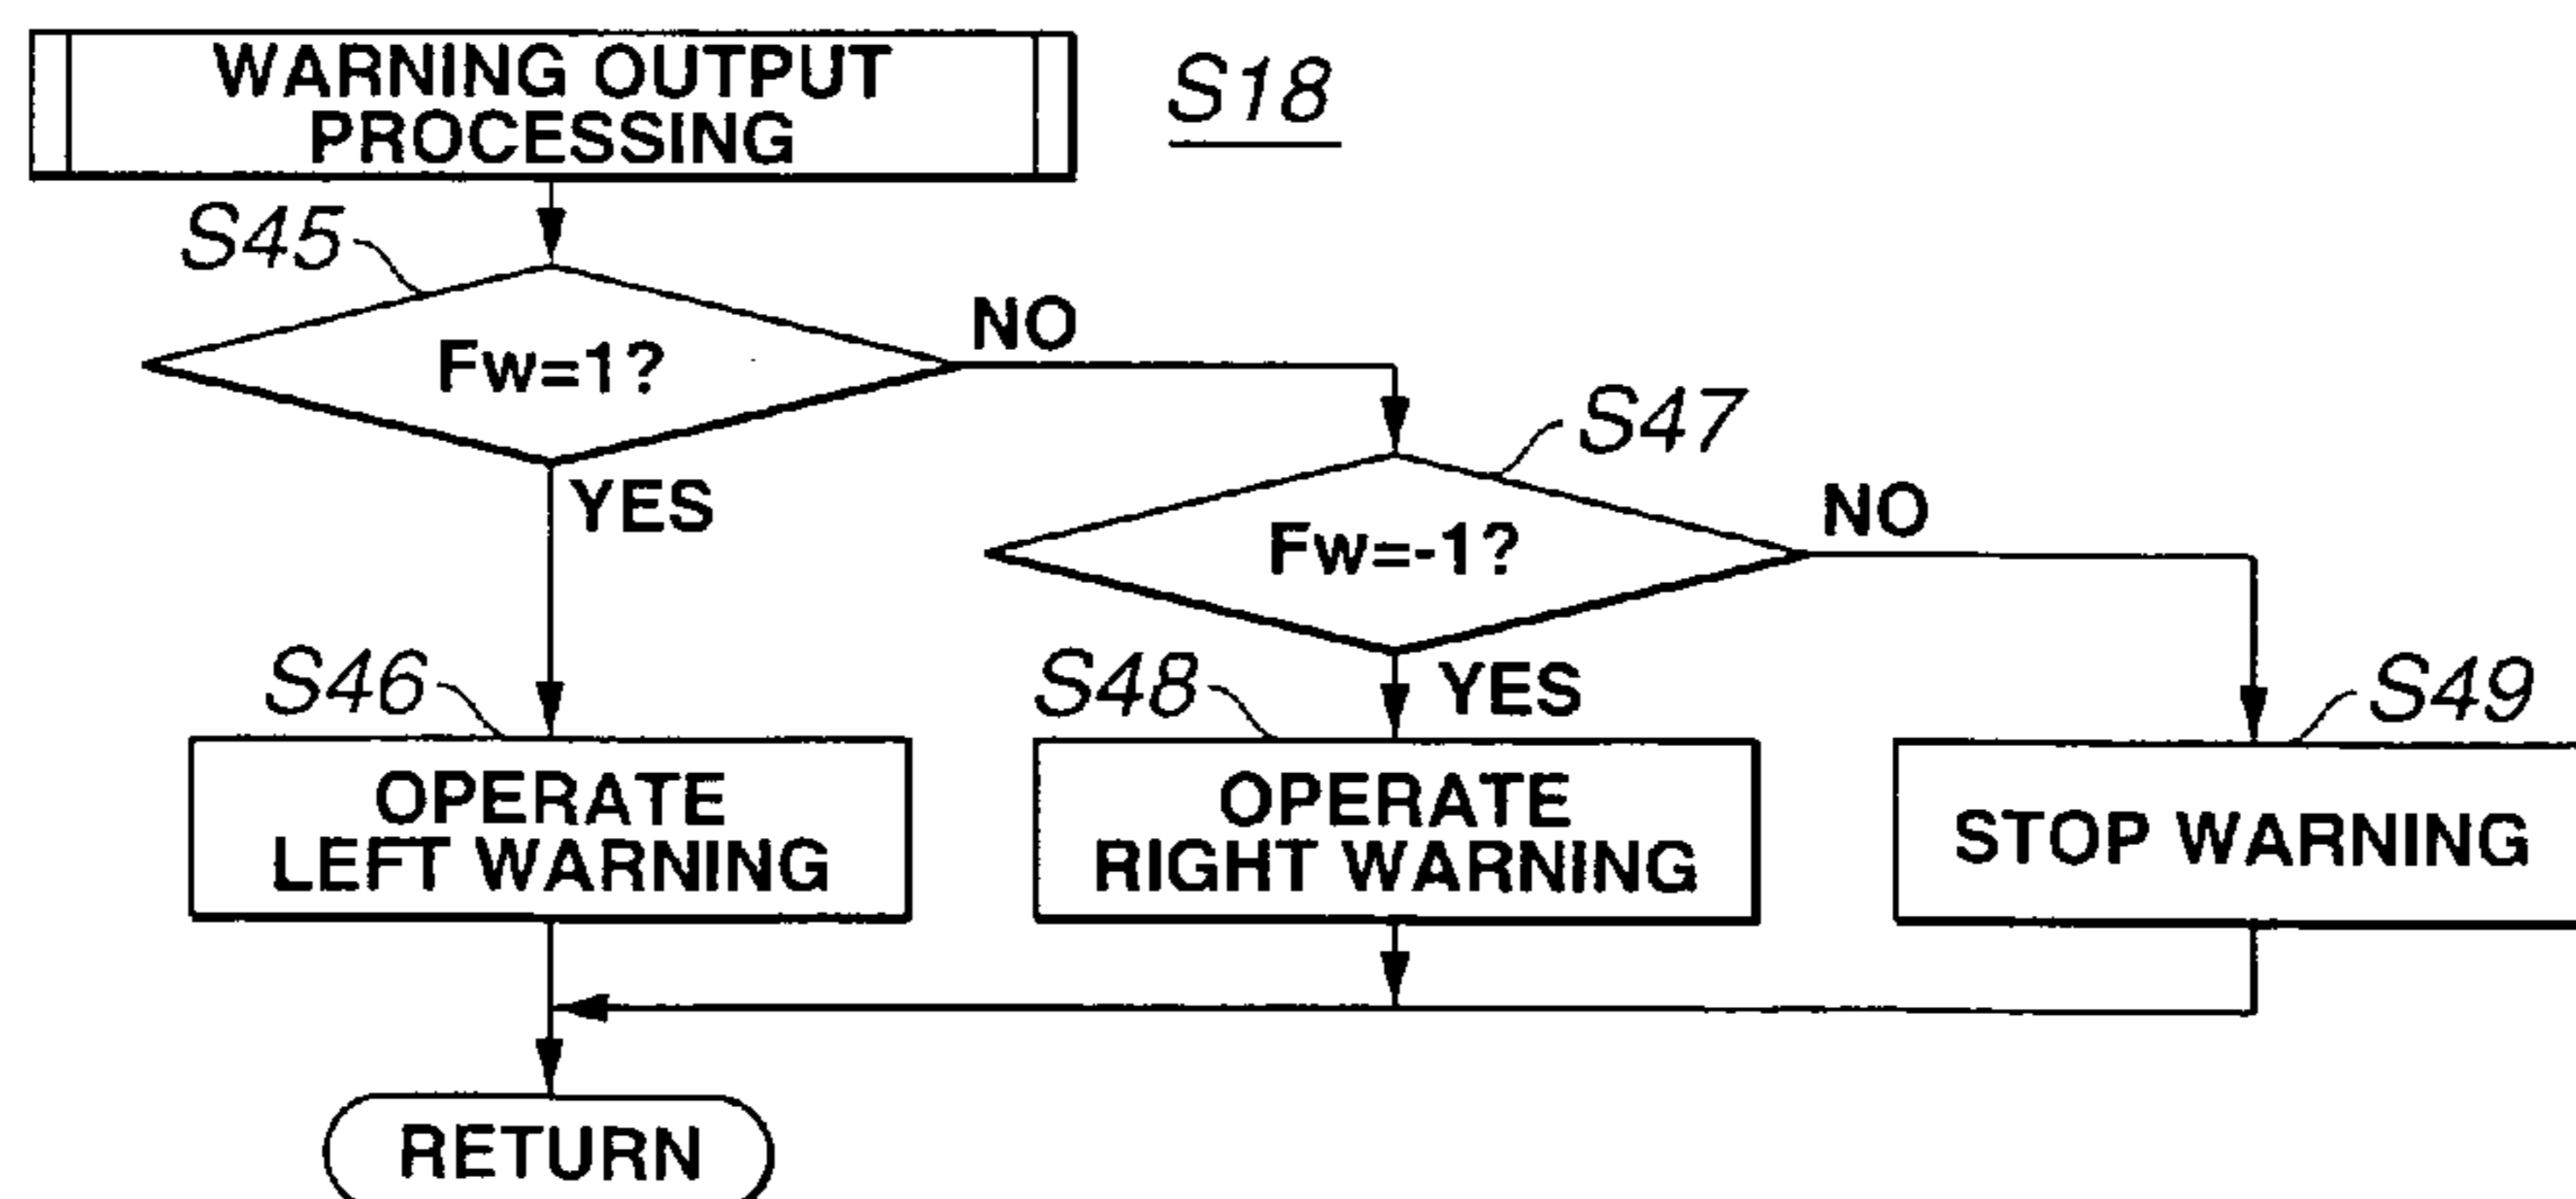 WARNING OUTPUT
PROCESSING
S18
S45
Fw=1?
NO
YES
S47
Fw=-1?
NO
YES
S46
OPERATE
LEFT WARNING
S48
OPERATE
RIGHT WARNING
S49
STOP WARNING
RETURN